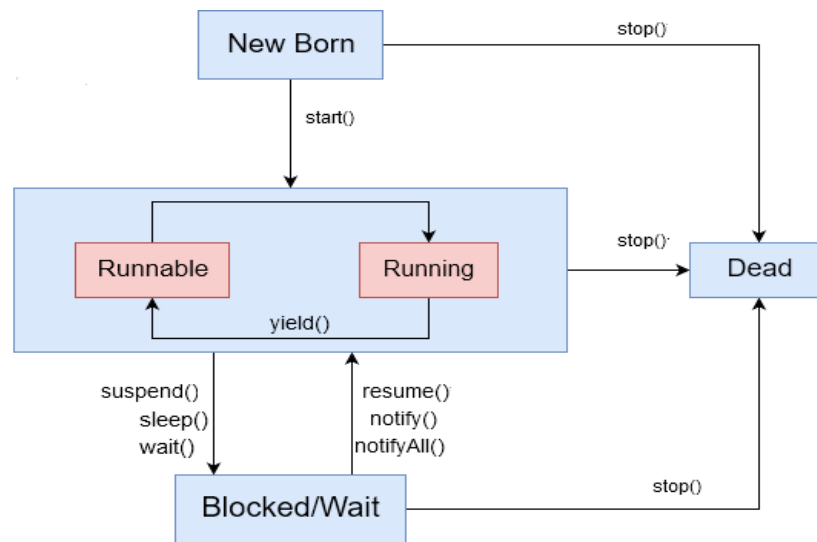 New Born
stop()
start()
Runnable
Running
stop()
Dead
yield()
suspend()
sleep()
wait()
resume()
notify()
notifyAll()
Blocked/Wait
stop()